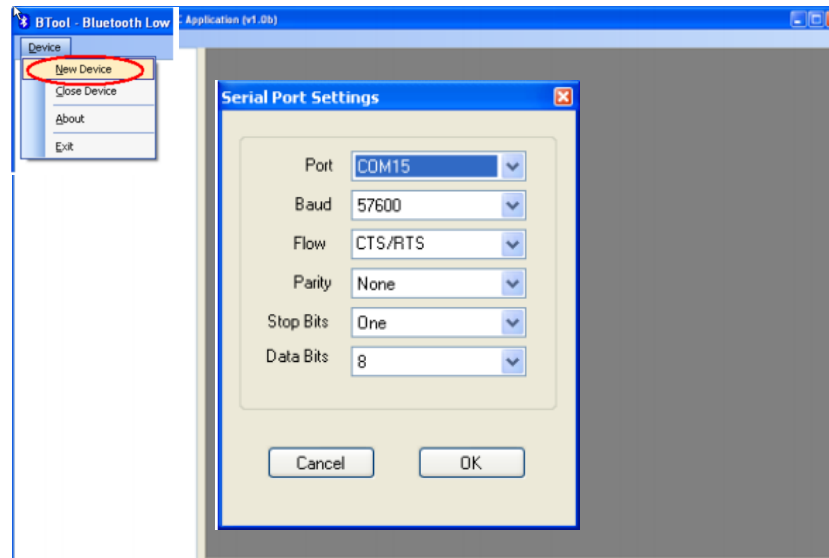 BTool - Bluetooth Low
Application (v1.0b)
Device
New Device
Close Device
About
Exit
Serial Port Settings
Port COM15
Baud 57600
Flow CTS/RTS
Parity None
Stop Bits One
Data Bits 8
Cancel OK